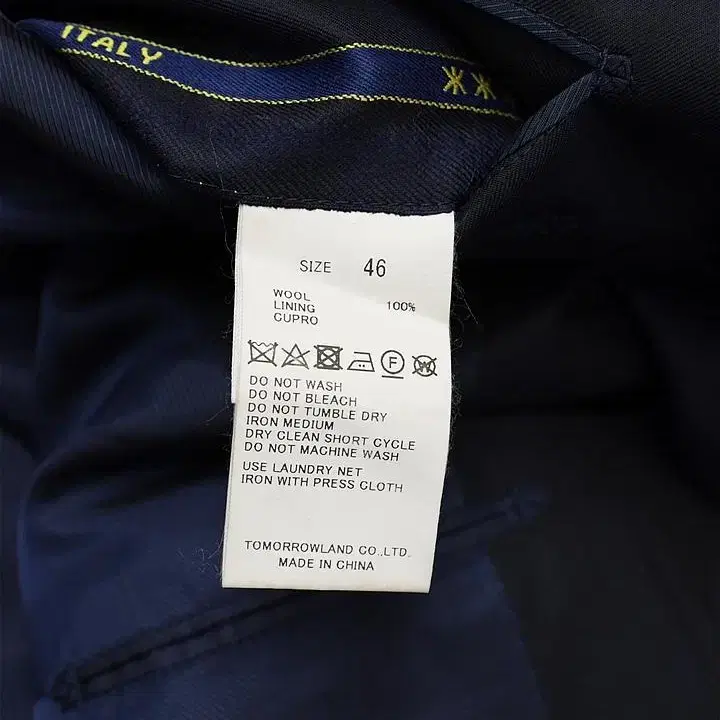 ITALY
SIZE 46
WOOL
LINING 100%
CUPRO
F
W
DO NOT WASH
DO NOT BLEACH
DO NOT TUMBLE DRY
IRON MEDIUM
DRY CLEAN SHORT CYCLE
DO NOT MACHINE WASH
USE LAUNDRY NET
IRON WITH PRESS CLOTH
TOMORROWLAND CO.,LTD.
MADE IN CHINA